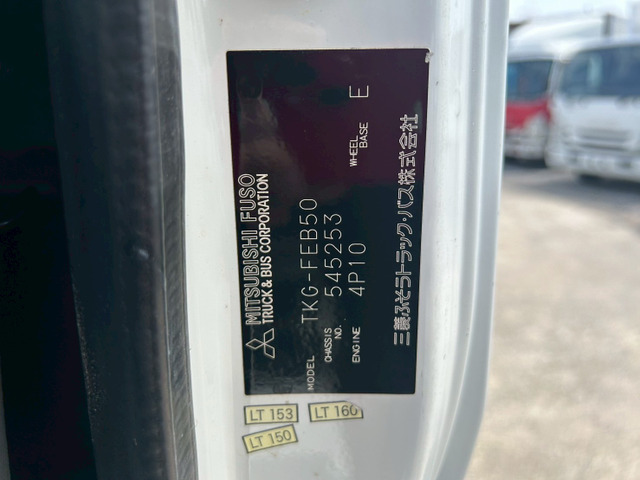 MITSUBISHI FUSO
TRUCK & BUS CORPORATION
MODEL TKG-FEB50
CHASSIS NO. 545253
ENGINE 4P10 WHEEL BASE E
三菱ふそうトラック・バス株式会社
LT 153
LT 160
LT 150